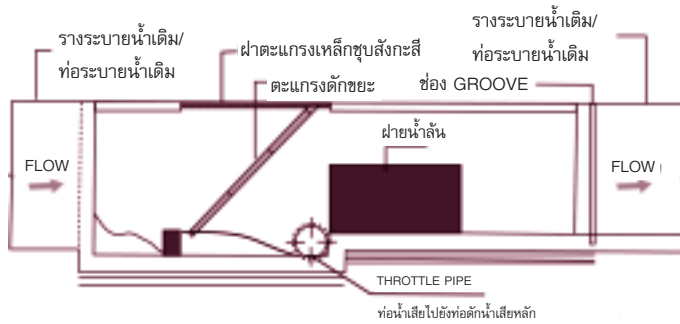 รางระบายน้ำเดิม/
ท่อระบายน้ำเดิม
ฝาตะแกรงเหล็กชุบสังกะสี
ตะแกรงดักขยะ
ช่อง GROOVE
รางระบายน้ำเดิม/
ท่อระบายน้ำเดิม
ฝายน้ำล้น
FLOW
FLOW
THROTTLE PIPE
ท่อน้ำเสียไปยังท่อดักน้ำเสียหลัก